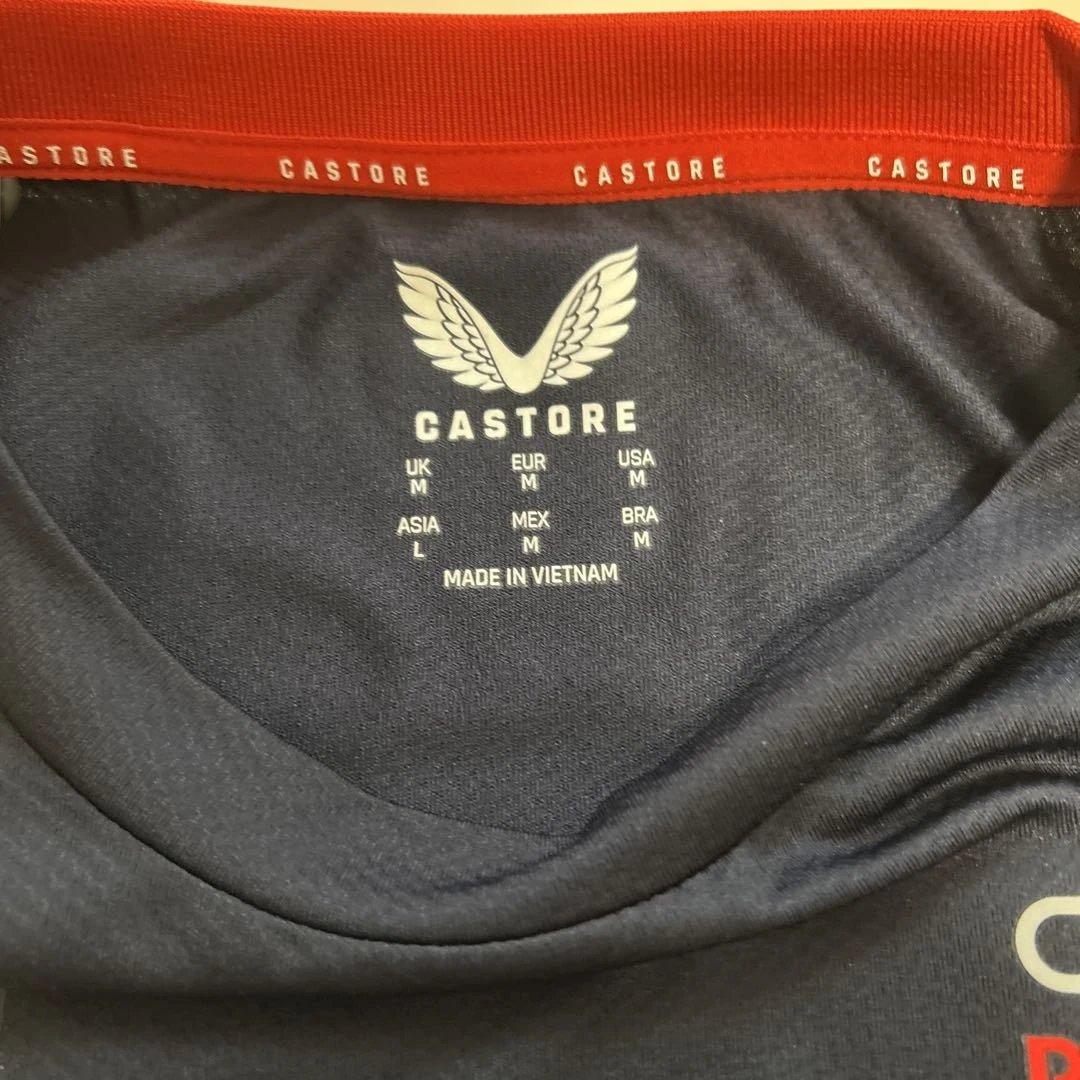 ASTORE CASTORE CASTORE CASTORE
CASTORE
UK EUR USA
M M M
ASIA MEX BRA
L M M
MADE IN VIETNAM